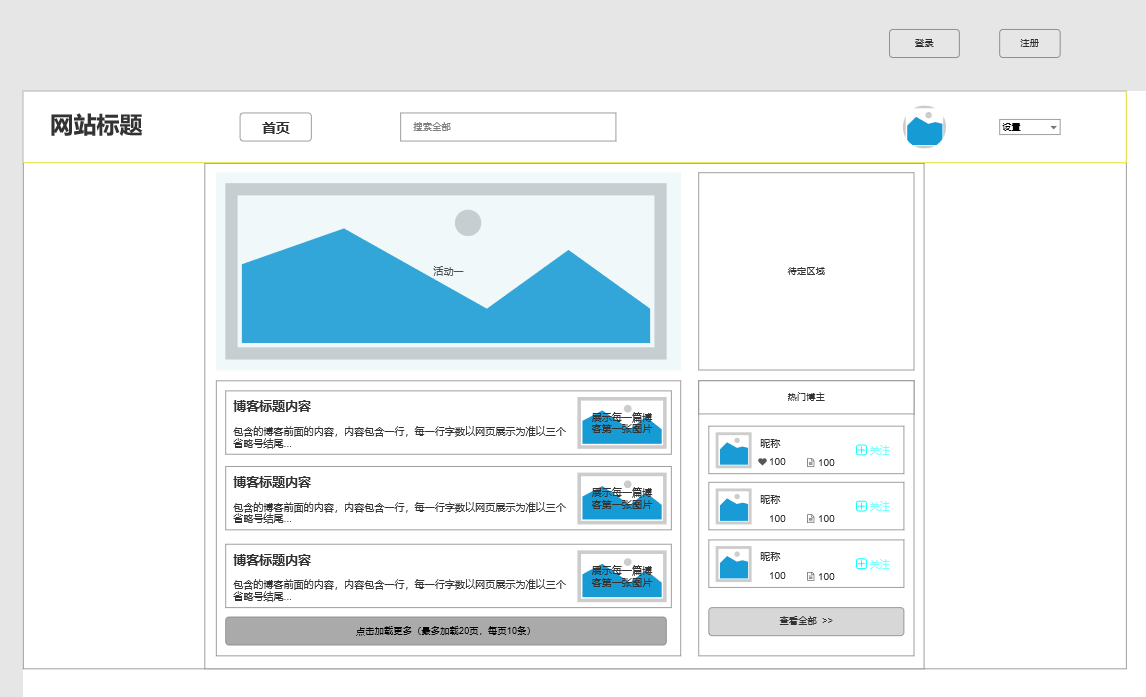 登录
注册
网站标题
首页
搜索全部
设置
活动一
待定区域
博客标题内容
包含的博客前面的内容，内容包含一行，每一行字数以网页展示为准以三个
省略号结尾...
展示每一篇博
客第一张图片
博客标题内容
包含的博客前面的内容，内容包含一行，每一行字数以网页展示为准以三个
省略号结尾...
展示每一篇博
客第一张图片
博客标题内容
包含的博客前面的内容，内容包含一行，每一行字数以网页展示为准以三个
省略号结尾...
展示每一篇博
客第一张图片
点击加载更多（最多加载20页，每页10条）
热门博主
昵称
100 100
关注
昵称
100 100
关注
昵称
100 100
关注
查看全部 >>